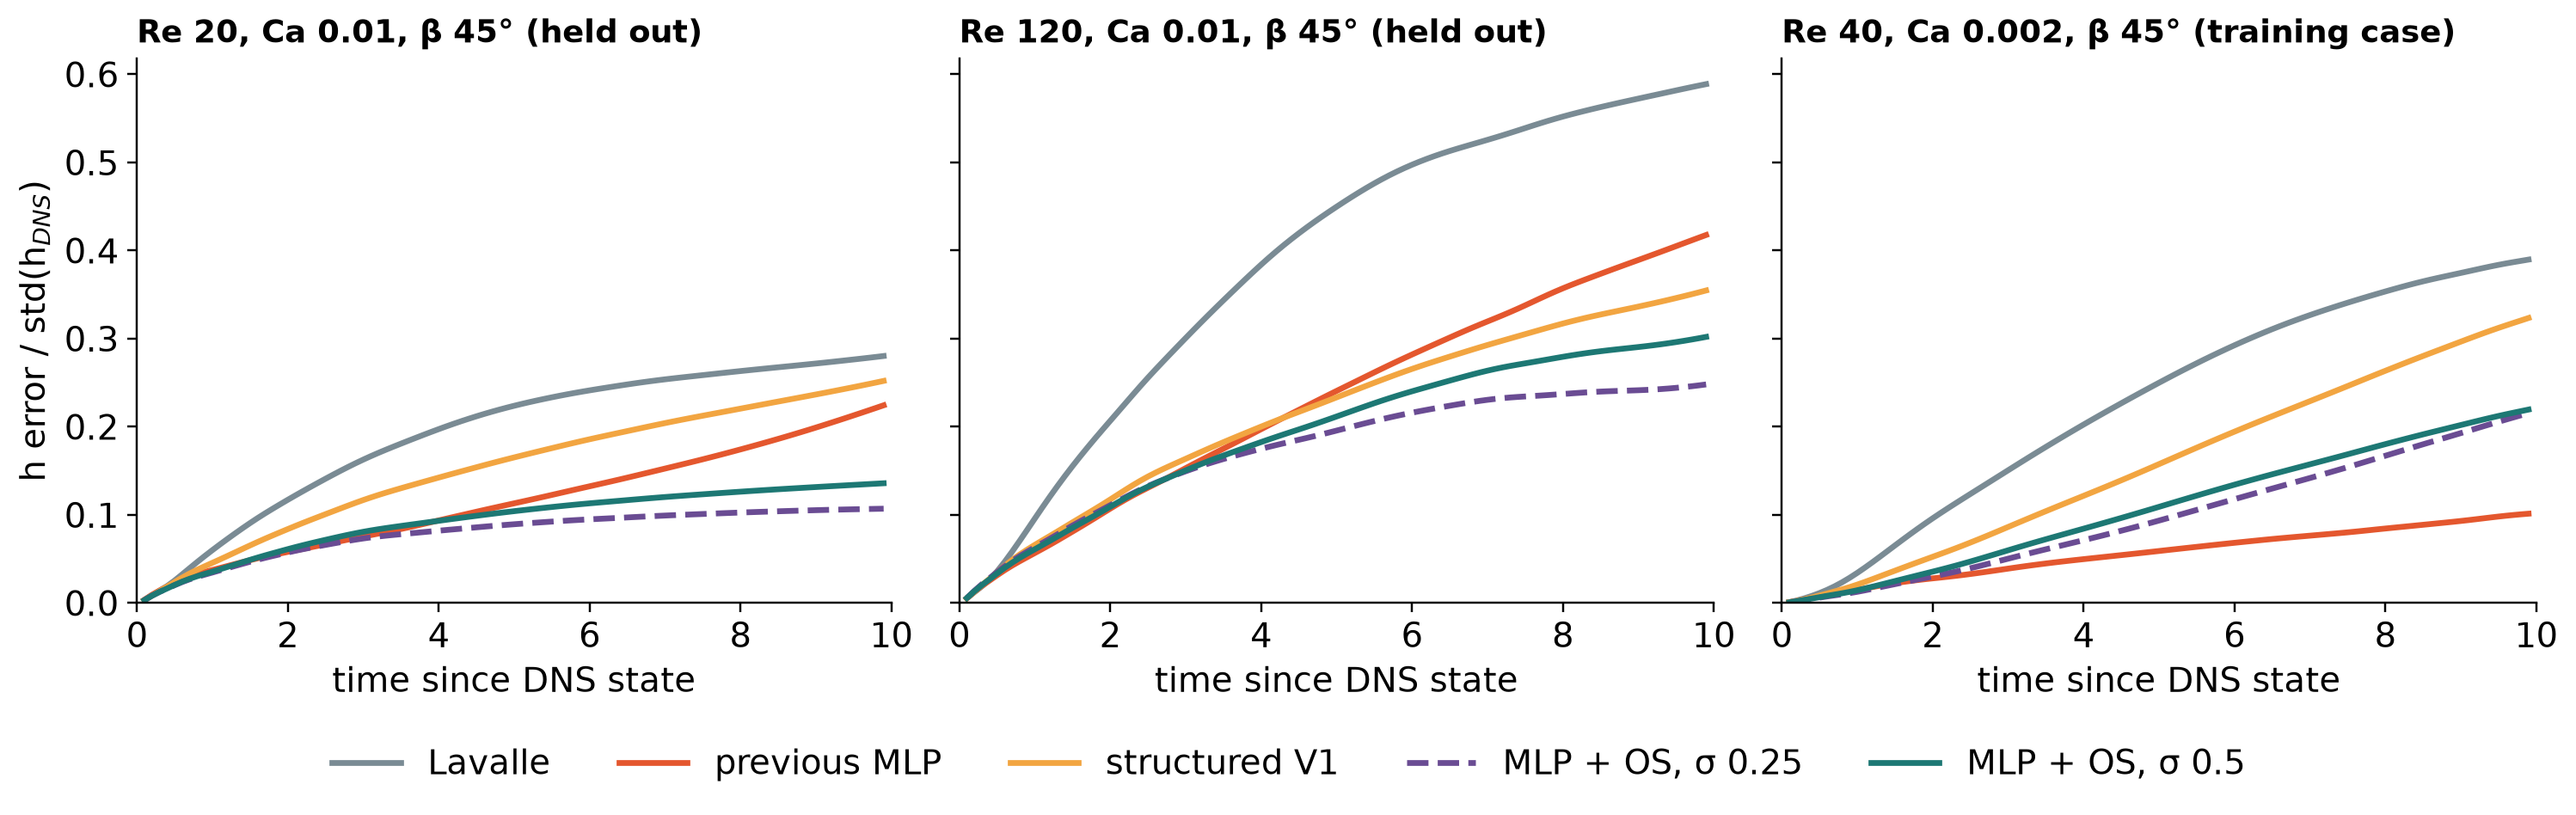 Re 20, Ca 0.01, β 45° (held out)
Re 120, Ca 0.01, β 45° (held out)
Re 40, Ca 0.002, β 45° (training case)
h error / std(h_DNS)
0.6
0.5
0.4
0.3
0.2
0.1
0.0
0 2 4 6 8 10
0 2 4 6 8 10
0 2 4 6 8 10
time since DNS state
time since DNS state
time since DNS state
Lavalle
previous MLP
structured V1
MLP + OS, σ 0.25
MLP + OS, σ 0.5